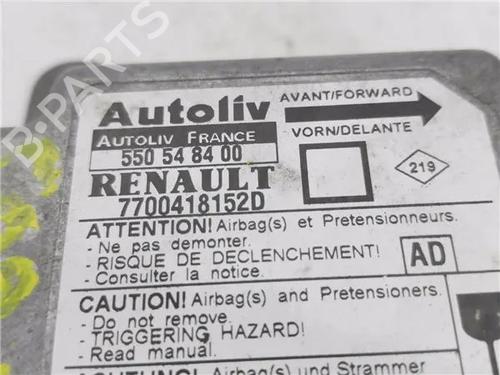 Autoliv
AVANT/FORWARD
AUTOLIV FRANCE
VORN/DELANTE
550 54 84 00
RENAULT
219
7700418152D
ATTENTION! Airbag(s) et Pretensionneurs.
- Ne pas demonter.
- RISQUE DE DECLENCHEMENT!
- Consulter la notice.
AD
CAUTION! Airbag(s) and Pretensioners.
- Do not remove.
- TRIGGERING HAZARD!
- Read manual.
ACHTUNG! Airbag(s) und Strammer
B-PARTS